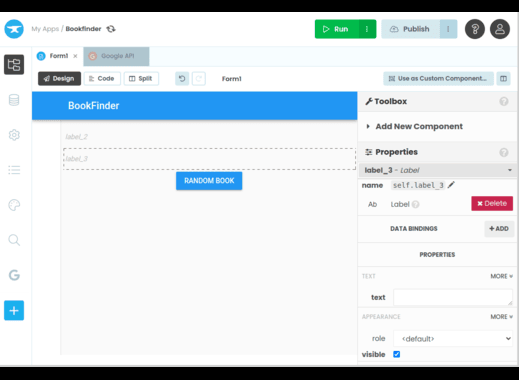 My Apps / Bookfinder
Run
Publish
Form1 ×
Google API
Design
Code
Split
Form1
Use as Custom Component...
BookFinder
label_2
label_3
RANDOM BOOK
Toolbox
Add New Component
Properties
label_3 - Label
name self.label_3
Ab Label
× Delete
DATA BINDINGS
+ ADD
PROPERTIES
TEXT
MORE
text
APPEARANCE
MORE
role <default>
visible
G